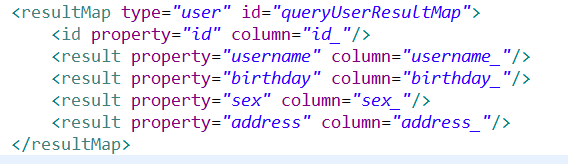 <resultMap type="user" id="queryUserResultMap">
<id property="id" column="id_"/>
<result property="username" column="username_"/>
<result property="birthday" column="birthday_"/>
<result property="sex" column="sex_"/>
<result property="address" column="address_"/>
</resultMap>